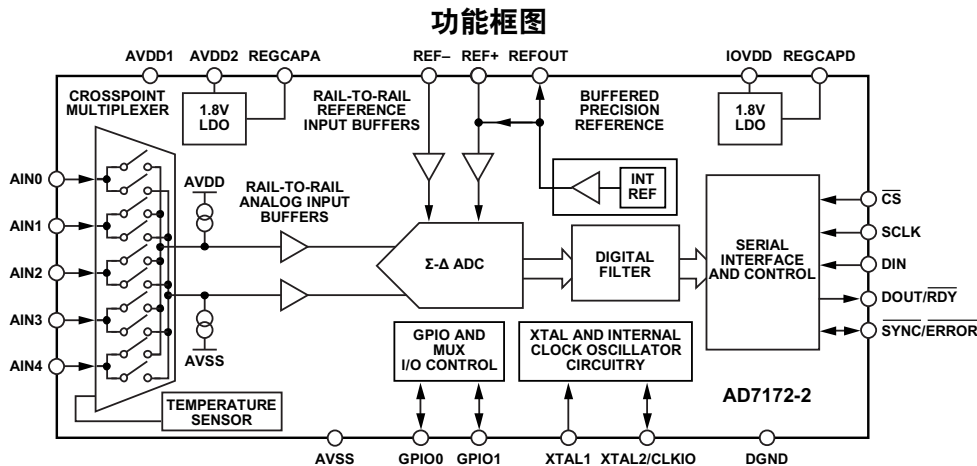 功能框图
AVDD1 AVDD2 REGCAPA REF– REF+ REFOUT IOVDD REGCAPD
CROSSPOINT
MULTIPLEXER
1.8V
LDO
RAIL-TO-RAIL
REFERENCE
INPUT BUFFERS
BUFFERED
PRECISION
REFERENCE
1.8V
LDO
INT
REF
AVDD
RAIL-TO-RAIL
ANALOG INPUT
BUFFERS
AIN0
AIN1
AIN2
AIN3
AIN4
Σ-Δ ADC
DIGITAL
FILTER
SERIAL
INTERFACE
AND CONTROL
CS
SCLK
DIN
DOUT/RDY
SYNC/ERROR
AVSS
GPIO AND
MUX
I/O CONTROL
XTAL AND INTERNAL
CLOCK OSCILLATOR
CIRCUITRY
TEMPERATURE
SENSOR
AD7172-2
AVSS GPIO0 GPIO1 XTAL1 XTAL2/CLKIO DGND